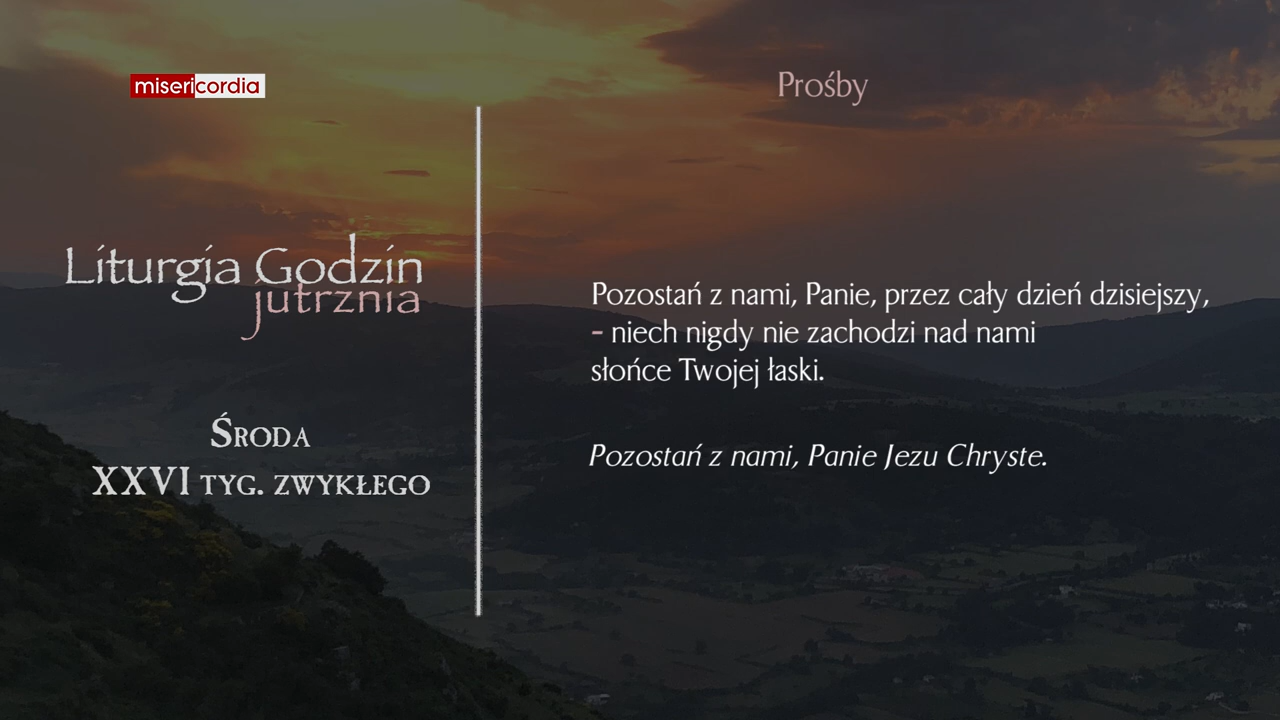 misericordia
Liturgia Godzin
jutrznia
Środa
XXVI tyg. zwykłego
Prośby
Pozostań z nami, Panie, przez cały dzień dzisiejszy,
- niech nigdy nie zachodzi nad nami
słońce Twojej łaski.
Pozostań z nami, Panie Jezu Chryste.